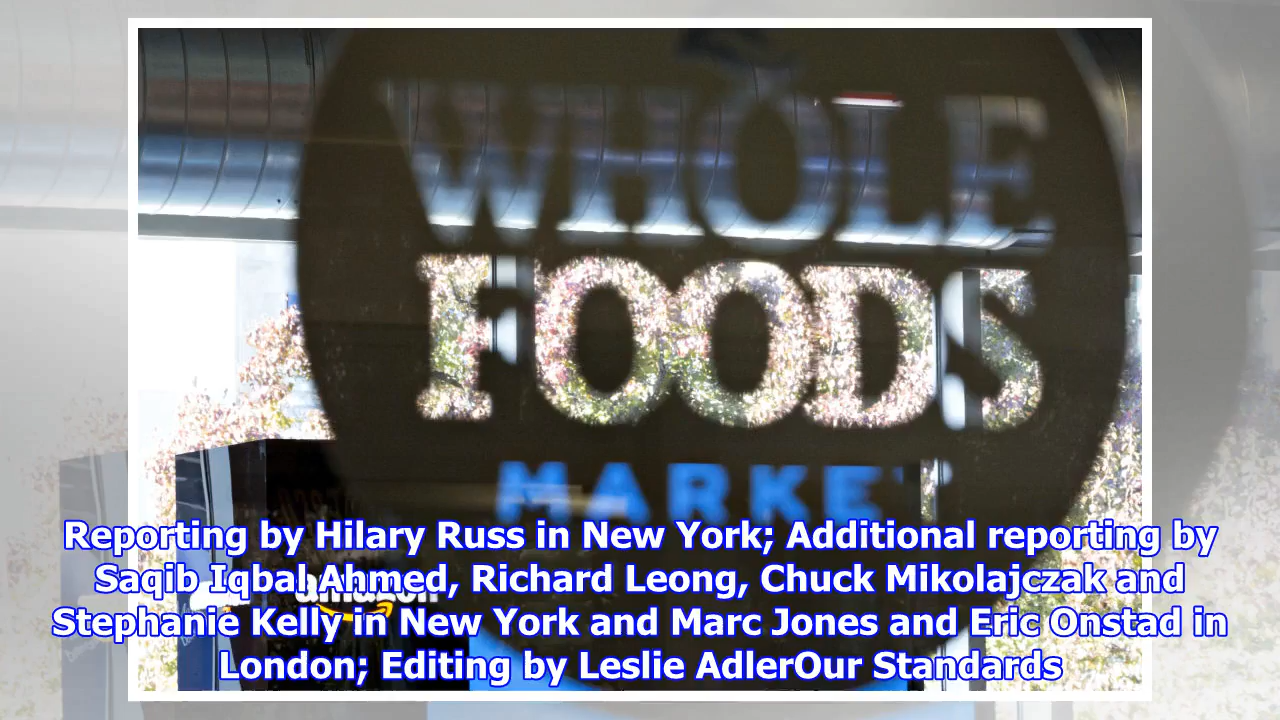 WHOLE
FOODS
MARKET
Reporting by Hilary Russ in New York; Additional reporting by
Saqib Iqbal Ahmed, Richard Leong, Chuck Mikolajczak and
amazon
Stephanie Kelly in New York and Marc Jones and Eric Onstad in
London; Editing by Leslie AdlerOur Standards